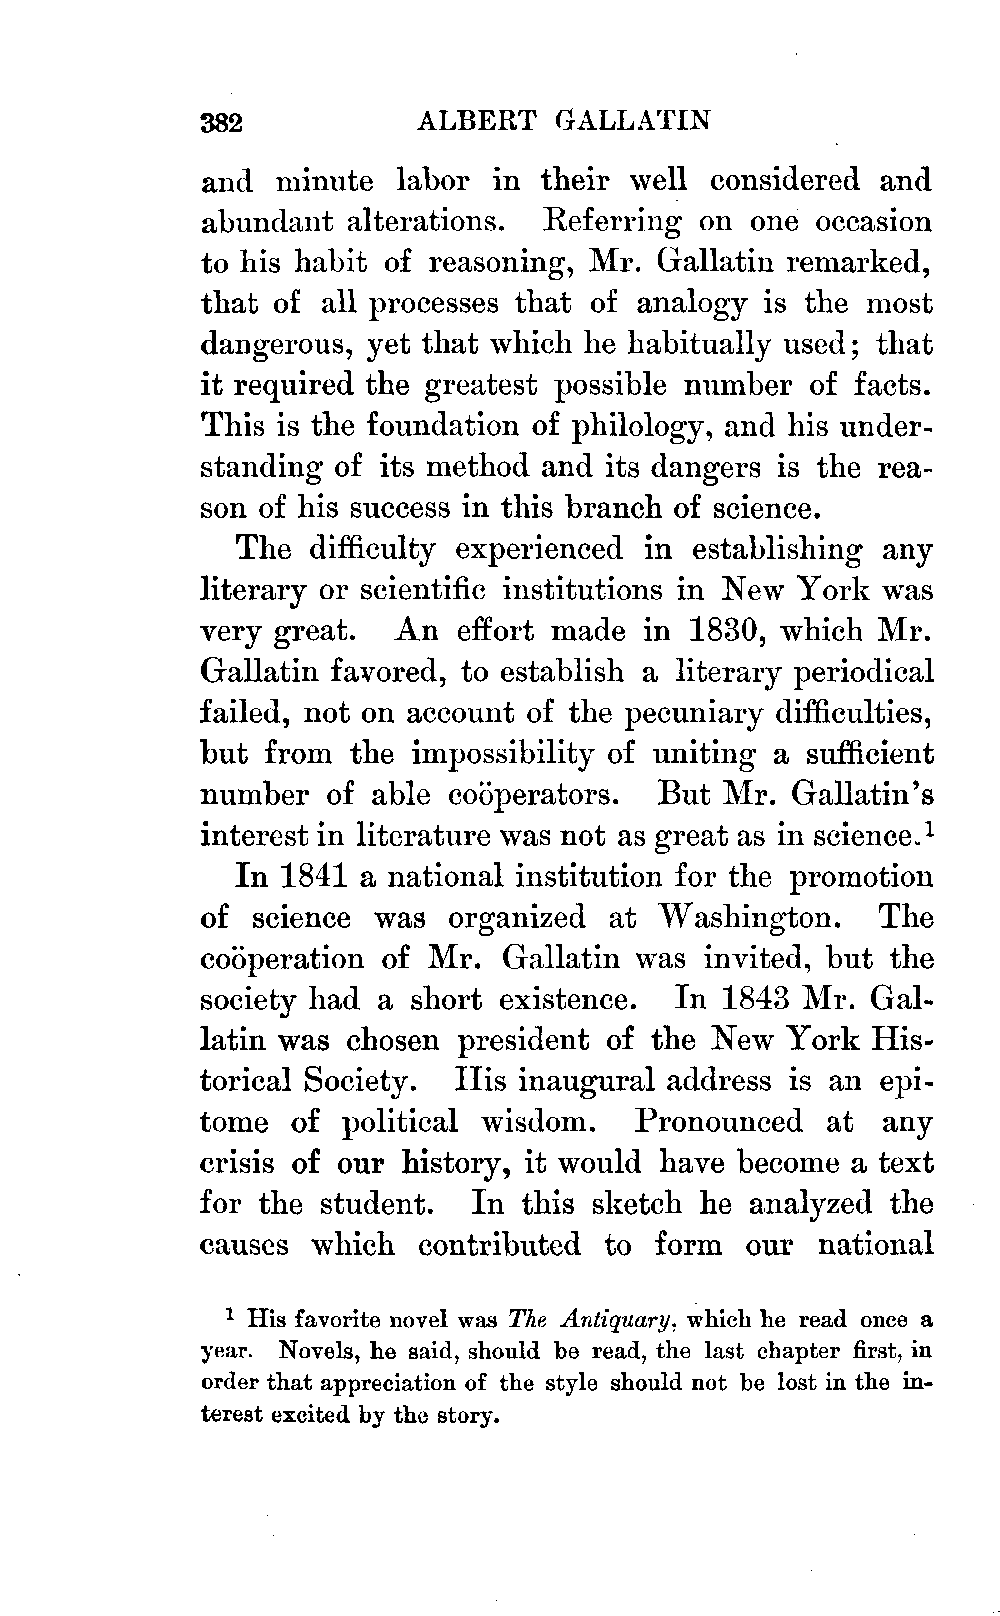 382 ALBERT GALLATIN
and minute labor in their well considered and
abundant alterations. Referring on one occasion
to his habit of reasoning, Mr. Gallatin remarked,
that of all processes that of analogy is the most
dangerous, yet that which he habitually used; that
it required the greatest possible number of facts.
This is the foundation of philology, and his under-
standing of its method and its dangers is the rea-
son of his success in this branch of science.
The difficulty experienced in establishing any
literary or scientific institutions in New York was
very great. An effort made in 1830, which Mr.
Gallatin favored, to establish a literary periodical
failed, not on account of the pecuniary difficulties,
but from the impossibility of uniting a sufficient
number of able coöperators. But Mr. Gallatin's
interest in literature was not as great as in science.¹
In 1841 a national institution for the promotion
of science was organized at Washington. The
coöperation of Mr. Gallatin was invited, but the
society had a short existence. In 1843 Mr. Gal-
latin was chosen president of the New York His-
torical Society. His inaugural address is an epi-
tome of political wisdom. Pronounced at any
crisis of our history, it would have become a text
for the student. In this sketch he analyzed the
causes which contributed to form our national
¹ His favorite novel was The Antiquary, which he read once a
year. Novels, he said, should be read, the last chapter first, in
order that appreciation of the style should not be lost in the in-
terest excited by the story.